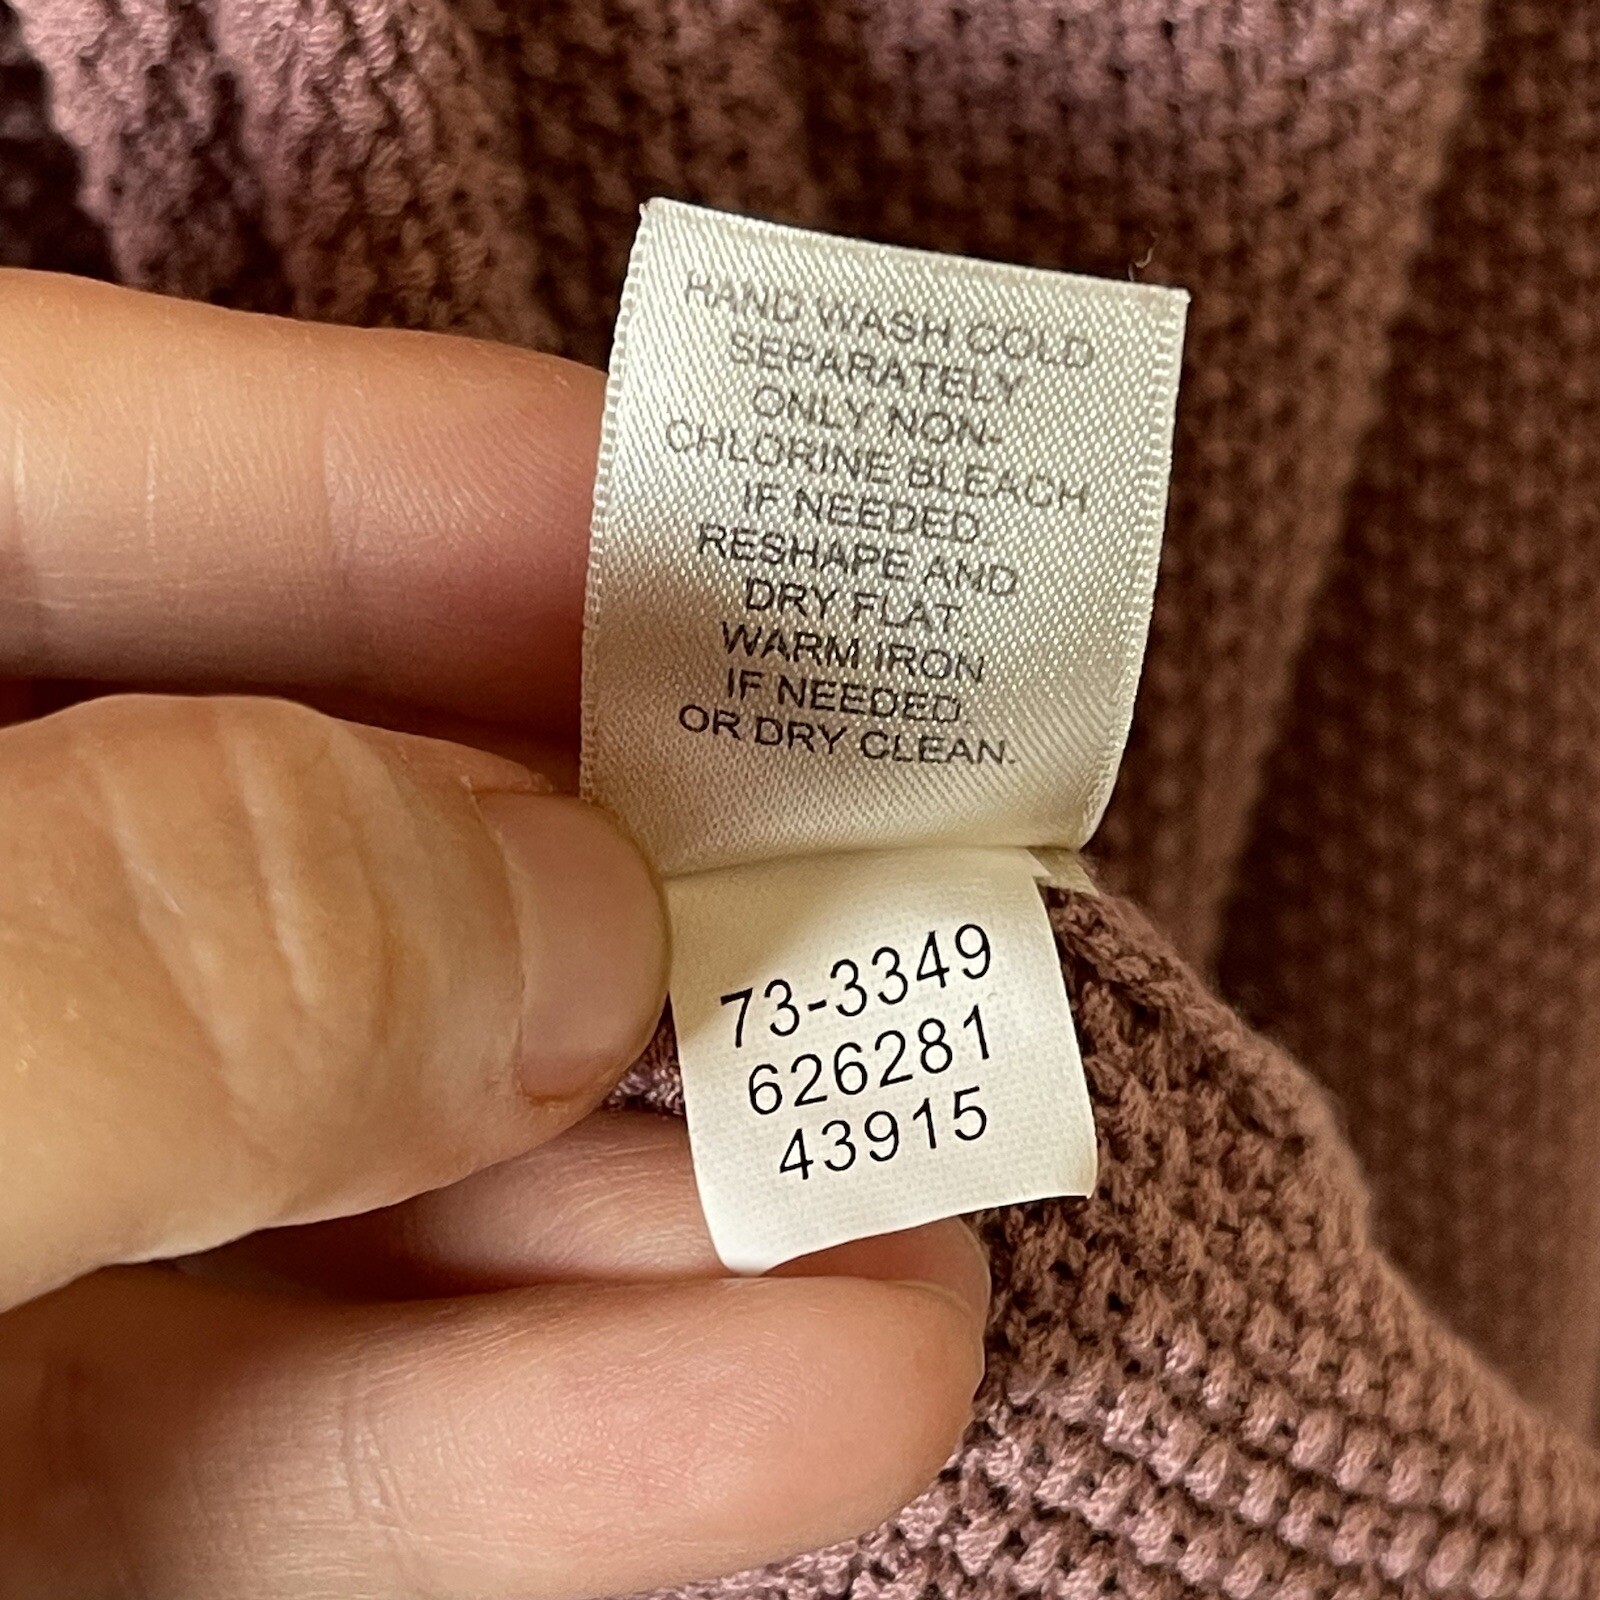 HAND WASH COLD
SEPARATELY
ONLY NON-
CHLORINE BLEACH
IF NEEDED.
RESHAPE AND
DRY FLAT.
WARM IRON
IF NEEDED.
OR DRY CLEAN.
73-3349
626281
43915